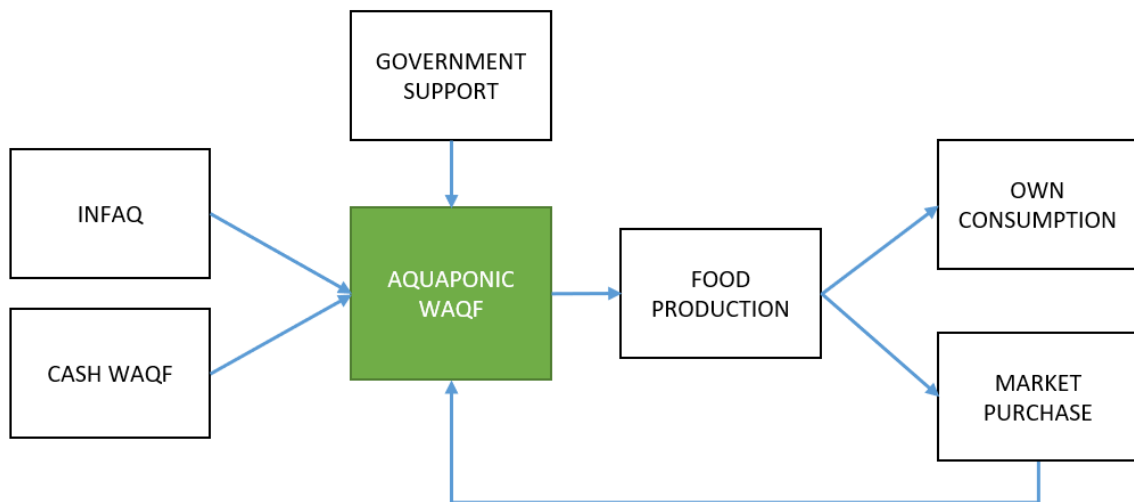 GOVERNMENT
SUPPORT
INFAQ
CASH WAQF
AQUAPONIC
WAQF
FOOD
PRODUCTION
OWN
CONSUMPTION
MARKET
PURCHASE